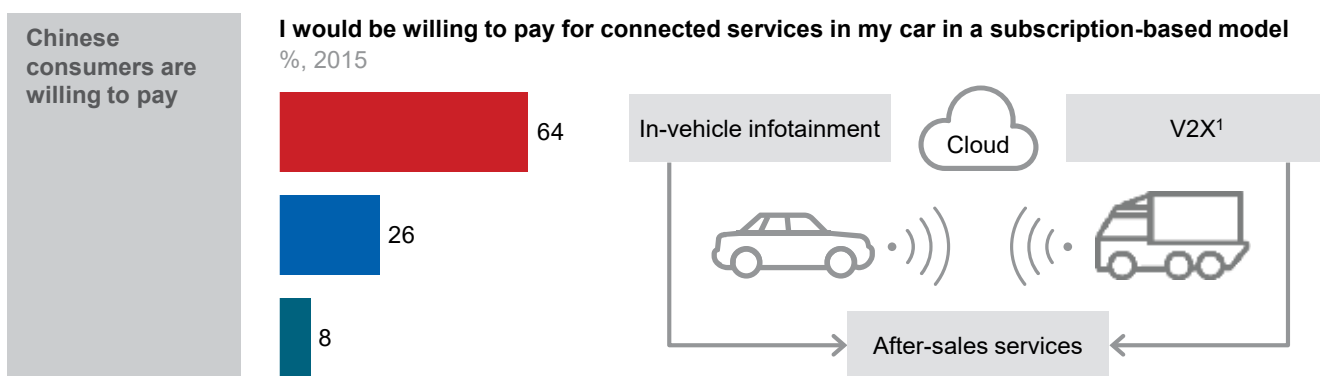 Chinese
consumers are
willing to pay
I would be willing to pay for connected services in my car in a subscription-based model
%, 2015
64
26
8
In-vehicle infotainment
Cloud
V2X¹
After-sales services